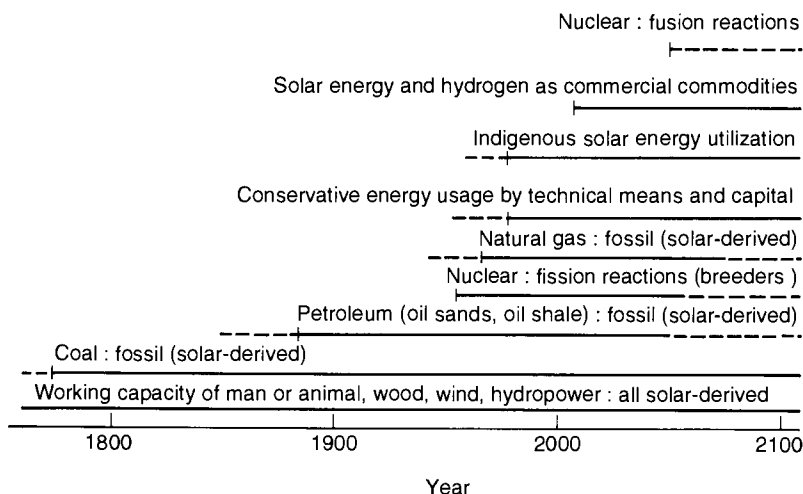 Nuclear : fusion reactions
Solar energy and hydrogen as commercial commodities
Indigenous solar energy utilization
Conservative energy usage by technical means and capital
Natural gas : fossil (solar-derived)
Nuclear : fission reactions (breeders )
Petroleum (oil sands, oil shale) : fossil (solar-derived)
Coal : fossil (solar-derived)
Working capacity of man or animal, wood, wind, hydropower : all solar-derived
1800 1900 2000 2100
Year